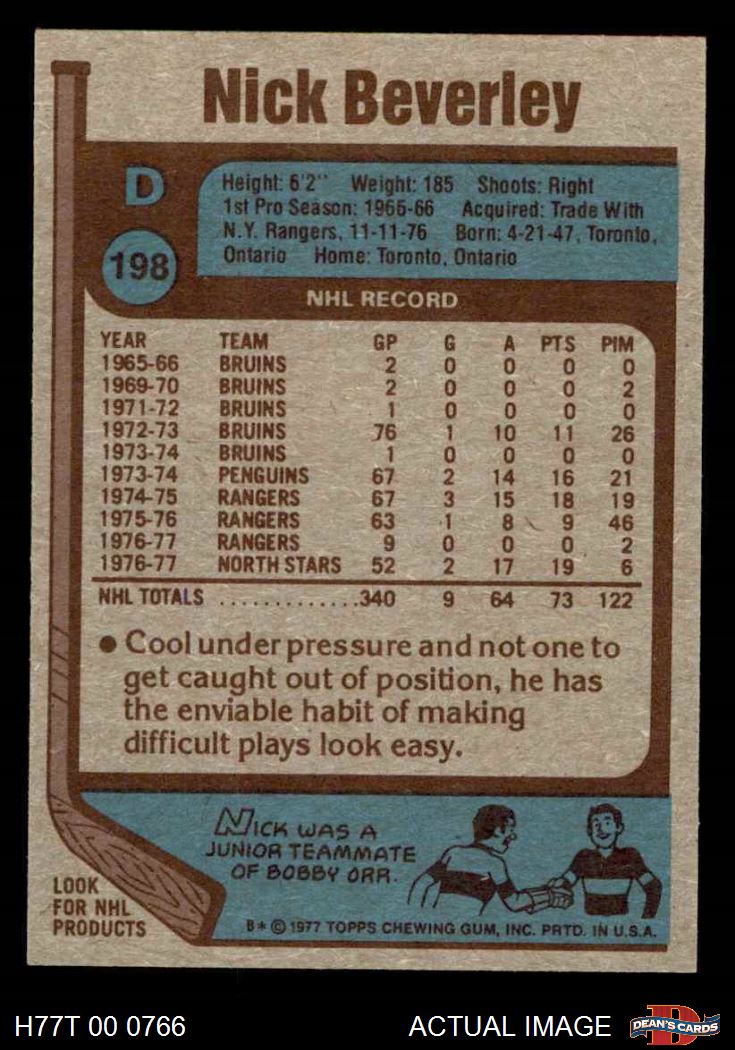 Nick Beverley
D
198
Height: 6'2'' Weight: 185 Shoots: Right
1st Pro Season: 1965-66 Acquired: Trade With
N.Y. Rangers, 11-11-76 Born: 4-21-47, Toronto,
Ontario Home: Toronto, Ontario
NHL RECORD
YEAR TEAM GP G A PTS PIM
1965-66 BRUINS 2 0 0 0 0
1969-70 BRUINS 2 0 0 0 2
1971-72 BRUINS 1 0 0 0 0
1972-73 BRUINS 76 1 10 11 26
1973-74 BRUINS 1 0 0 0 0
1973-74 PENGUINS 67 2 14 16 21
1974-75 RANGERS 67 3 15 18 19
1975-76 RANGERS 63 1 8 9 46
1976-77 RANGERS 9 0 0 0 2
1976-77 NORTH STARS 52 2 17 19 6
NHL TOTALS ..............340 9 64 73 122
● Cool under pressure and not one to
get caught out of position, he has
the enviable habit of making
difficult plays look easy.
NICK WAS A
JUNIOR TEAMMATE
OF BOBBY ORR.
LOOK
FOR NHL
PRODUCTS
B* © 1977 TOPPS CHEWING GUM, INC. PRTD. IN U.S.A.
H77T 00 0766 ACTUAL IMAGE D DEAN'S CARDS